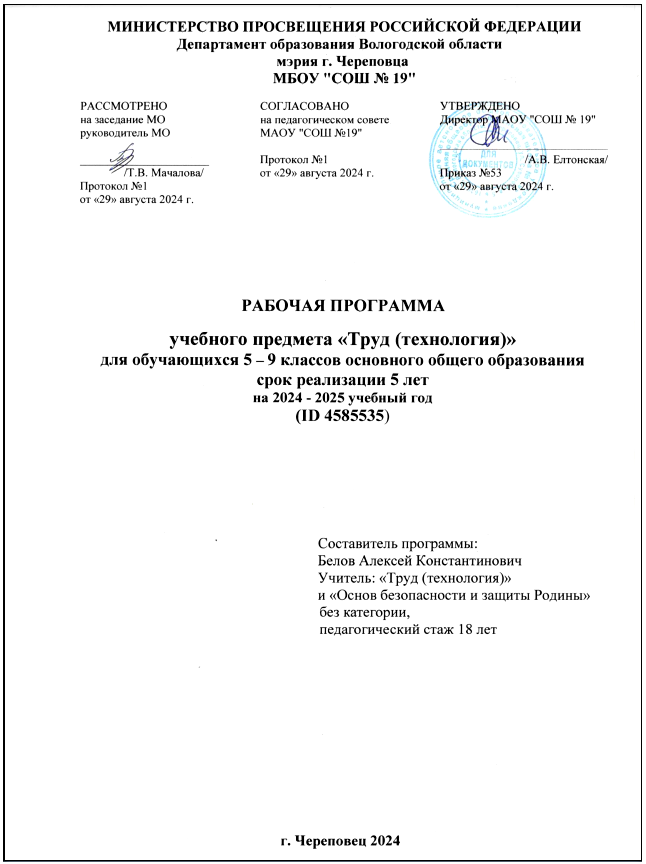 МИНИСТЕРСТВО ПРОСВЕЩЕНИЯ РОССИЙСКОЙ ФЕДЕРАЦИИ
Департамент образования Вологодской области
мэрия г. Череповца
МБОУ "СОШ № 19"
РАССМОТРЕНО
на заседание МО
руководитель МО
/Т.В. Мачалова/
Протокол №1
от «29» августа 2024 г.
СОГЛАСОВАНО
на педагогическом совете
МАОУ "СОШ №19"
Протокол №1
от «29» августа 2024 г.
УТВЕРЖДЕНО
Директор МАОУ "СОШ № 19"
/А.В. Елтонская/
Приказ №53
от «29» августа 2024 г.
ДЛЯ
ДОКУМЕНТОВ
РАБОЧАЯ ПРОГРАММА
учебного предмета «Труд (технология)»
для обучающихся 5 – 9 классов основного общего образования
срок реализации 5 лет
на 2024 - 2025 учебный год
(ID 4585535)
Составитель программы:
Белов Алексей Константинович
Учитель: «Труд (технология)»
и «Основ безопасности и защиты Родины»
без категории,
педагогический стаж 18 лет
г. Череповец 2024